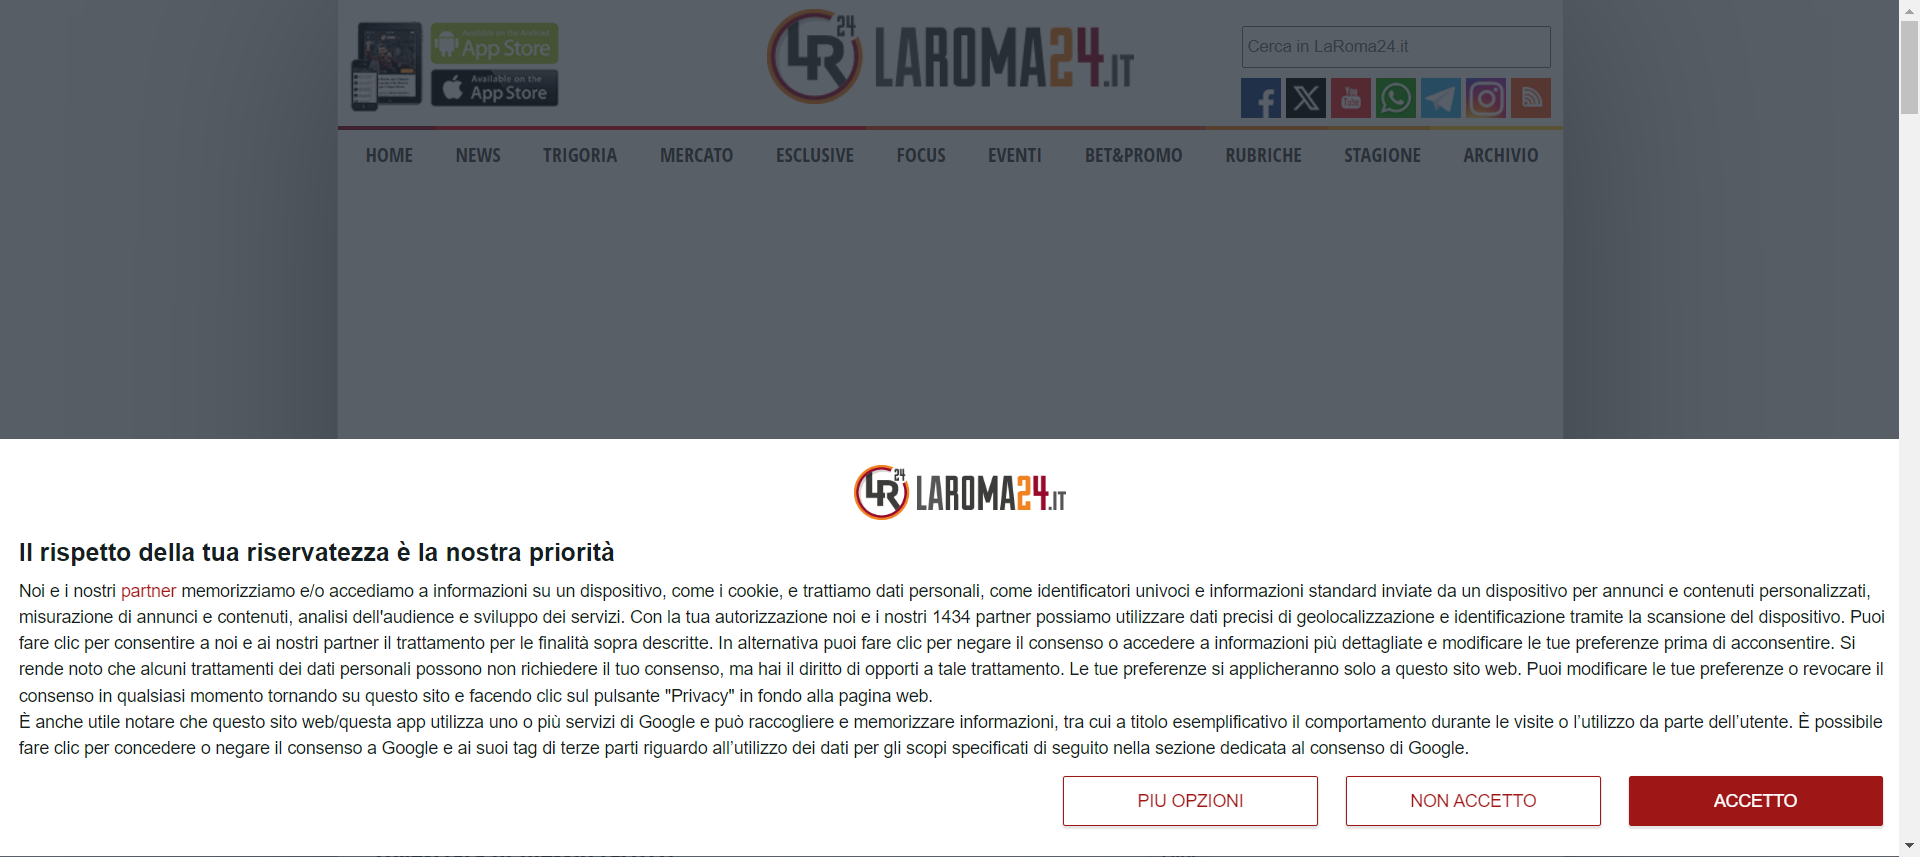 Available on the Android
App Store
Available on the
App Store
LR 24 LAROMA24.IT
Cerca in LaRoma24.it
You
Tube
HOME NEWS TRIGORIA MERCATO ESCLUSIVE FOCUS EVENTI BET&PROMO RUBRICHE STAGIONE ARCHIVIO
LR 24 LAROMA24.IT
Il rispetto della tua riservatezza è la nostra priorità
Noi e i nostri partner memorizziamo e/o accediamo a informazioni su un dispositivo, come i cookie, e trattiamo dati personali, come identificatori univoci e informazioni standard inviate da un dispositivo per annunci e contenuti personalizzati,
misurazione di annunci e contenuti, analisi dell'audience e sviluppo dei servizi. Con la tua autorizzazione noi e i nostri 1434 partner possiamo utilizzare dati precisi di geolocalizzazione e identificazione tramite la scansione del dispositivo. Puoi
fare clic per consentire a noi e ai nostri partner il trattamento per le finalità sopra descritte. In alternativa puoi fare clic per negare il consenso o accedere a informazioni più dettagliate e modificare le tue preferenze prima di acconsentire. Si
rende noto che alcuni trattamenti dei dati personali possono non richiedere il tuo consenso, ma hai il diritto di opporti a tale trattamento. Le tue preferenze si applicheranno solo a questo sito web. Puoi modificare le tue preferenze o revocare il
consenso in qualsiasi momento tornando su questo sito e facendo clic sul pulsante "Privacy" in fondo alla pagina web.
È anche utile notare che questo sito web/questa app utilizza uno o più servizi di Google e può raccogliere e memorizzare informazioni, tra cui a titolo esemplificativo il comportamento durante le visite o l’utilizzo da parte dell’utente. È possibile
fare clic per concedere o negare il consenso a Google e ai suoi tag di terze parti riguardo all’utilizzo dei dati per gli scopi specificati di seguito nella sezione dedicata al consenso di Google.
PIU OPZIONI NON ACCETTO ACCETTO